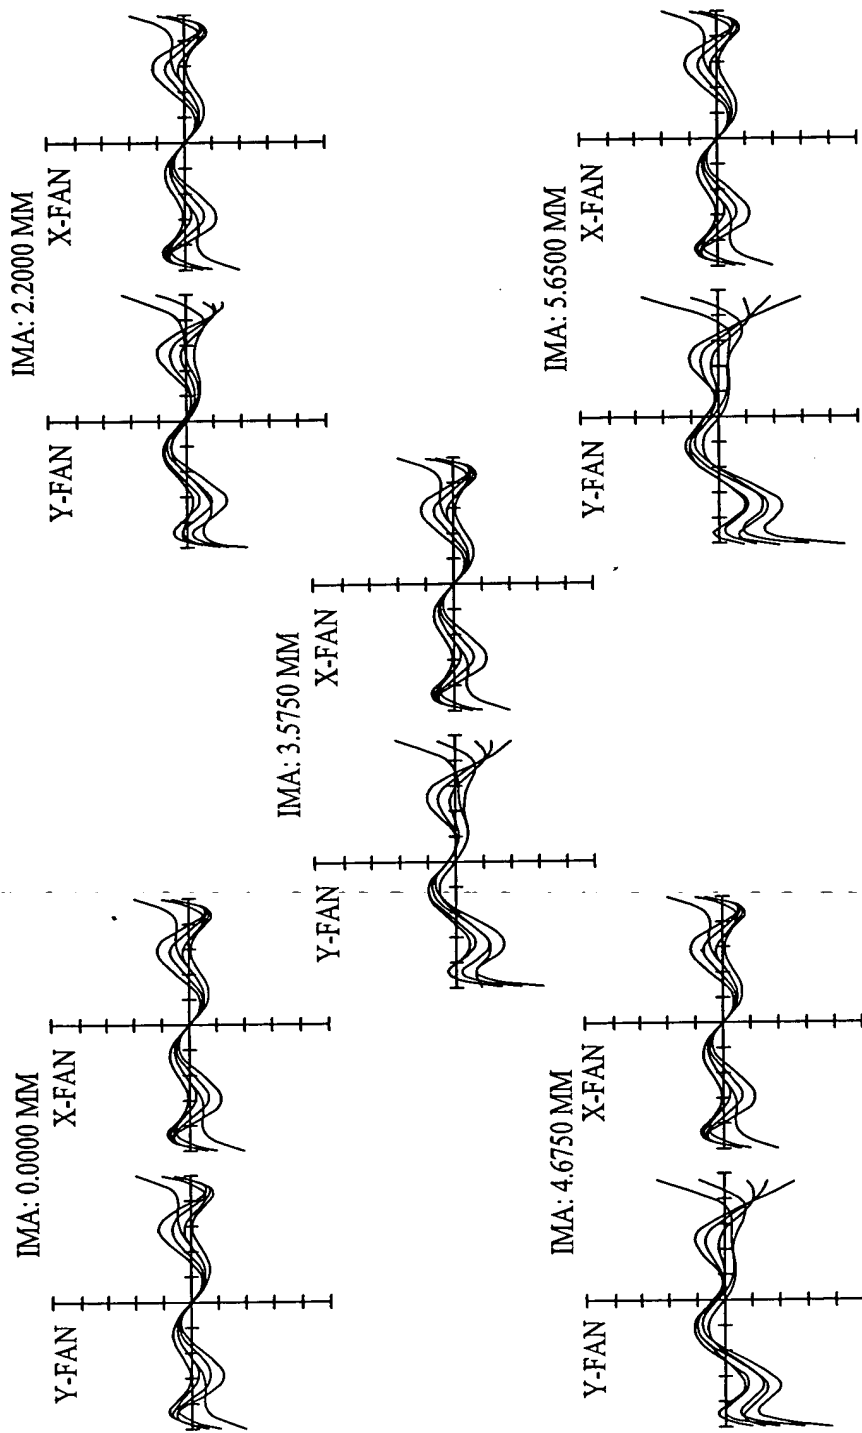 IMA: 0.0000 MM
Y-FAN
X-FAN
IMA: 2.2000 MM
Y-FAN
X-FAN
IMA: 3.5750 MM
Y-FAN
X-FAN
IMA: 4.6750 MM
Y-FAN
X-FAN
IMA: 5.6500 MM
Y-FAN
X-FAN